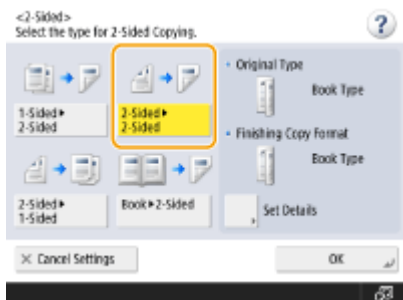 <2-Sided>
Select the type for 2-Sided Copying.
?
1-Sided▶
2-Sided
2-Sided▶
2-Sided
2-Sided▶
1-Sided
Book▶2-Sided
• Original Type
Book Type
• Finishing Copy Format
Book Type
Set Details
× Cancel Settings
OK